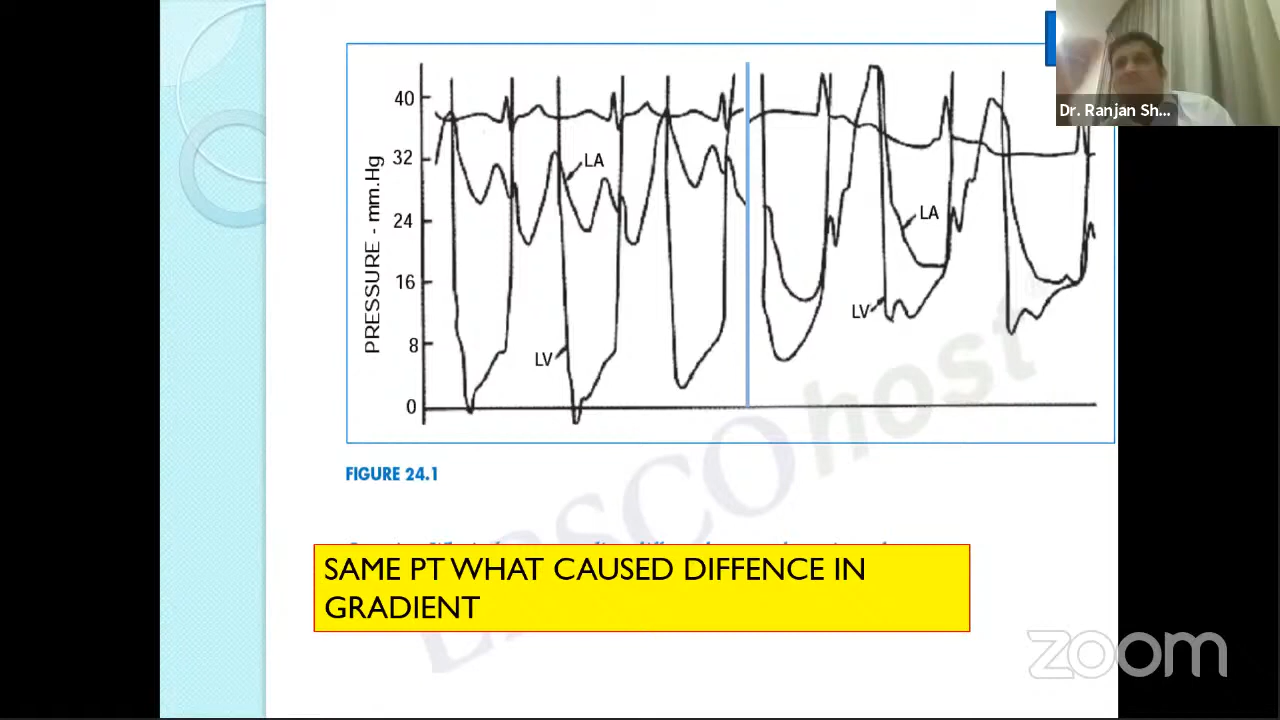 Dr. Ranjan Sh...
PRESSURE - mm.Hg
40
32
24
16
8
0
LA
LV
LA
LV
FIGURE 24.1
SAME PT WHAT CAUSED DIFFENCE IN
GRADIENT
host
zoom